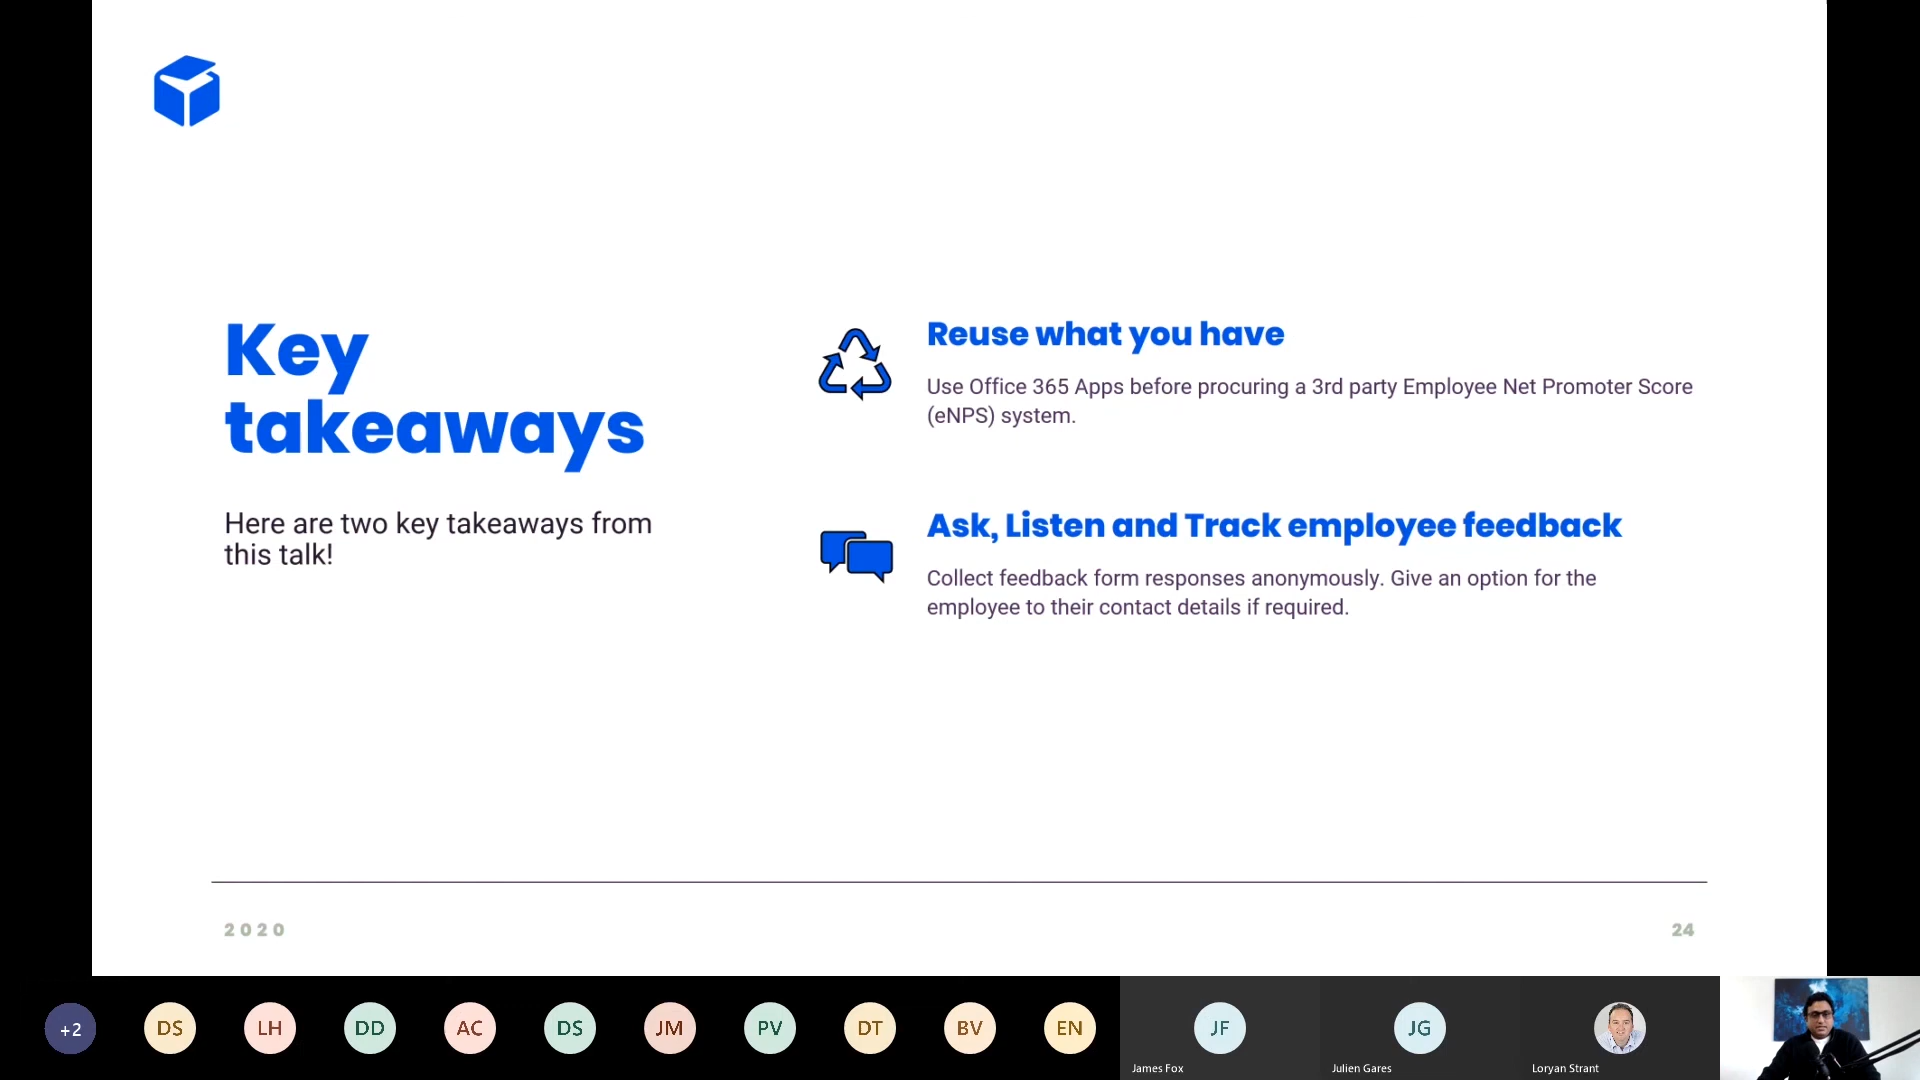 Key
takeaways
Here are two key takeaways from
this talk!
Reuse what you have
Use Office 365 Apps before procuring a 3rd party Employee Net Promoter Score
(eNPS) system.
Ask, Listen and Track employee feedback
Collect feedback form responses anonymously. Give an option for the
employee to their contact details if required.
2020
24
+2
DS
LH
DD
AC
DS
JM
PV
DT
BV
EN
JF
James Fox
JG
Julien Gares
Loryan Strant